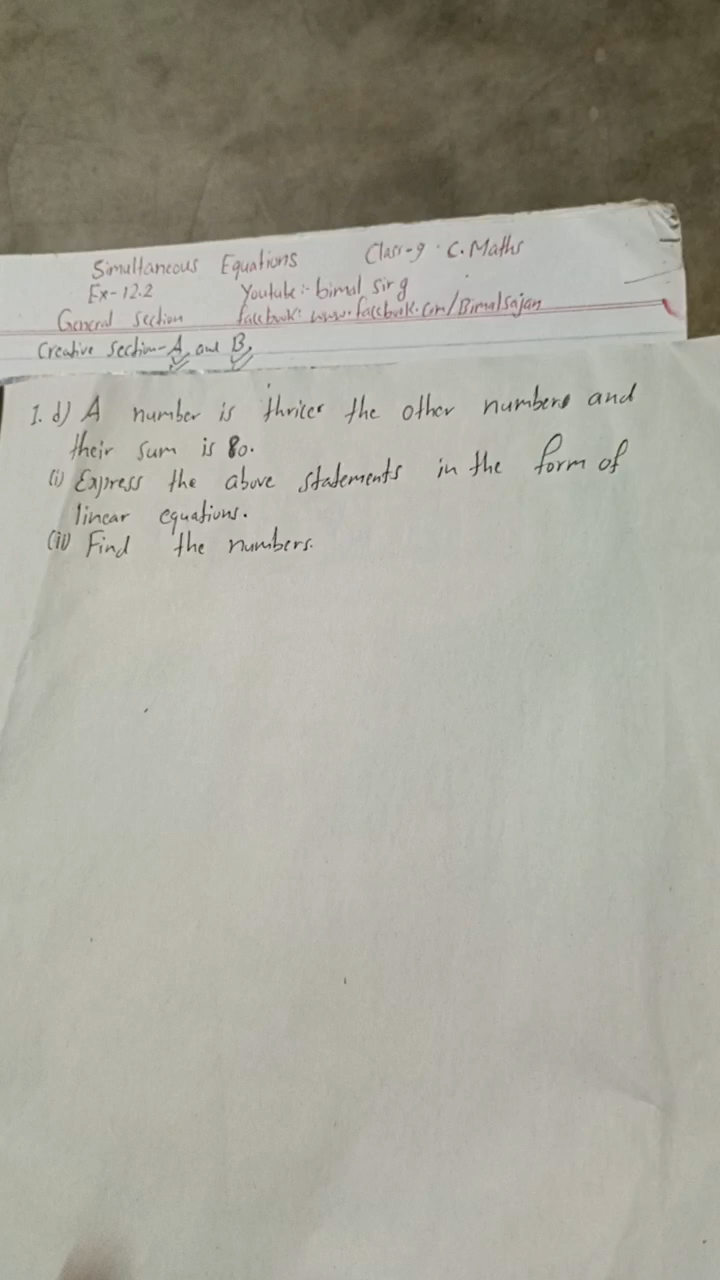 Simultaneous Equations Class-9 C. Maths
Ex-12.2 Youtube:- bimal sir g
General Section facebook: www.facebook.com/Bimalsajan
Creative Section-A and B,
1. d) A number is thrices the other numbers and
their sum is 80.
(i) Express the above statements in the form of
linear equations.
(ii) Find the numbers.